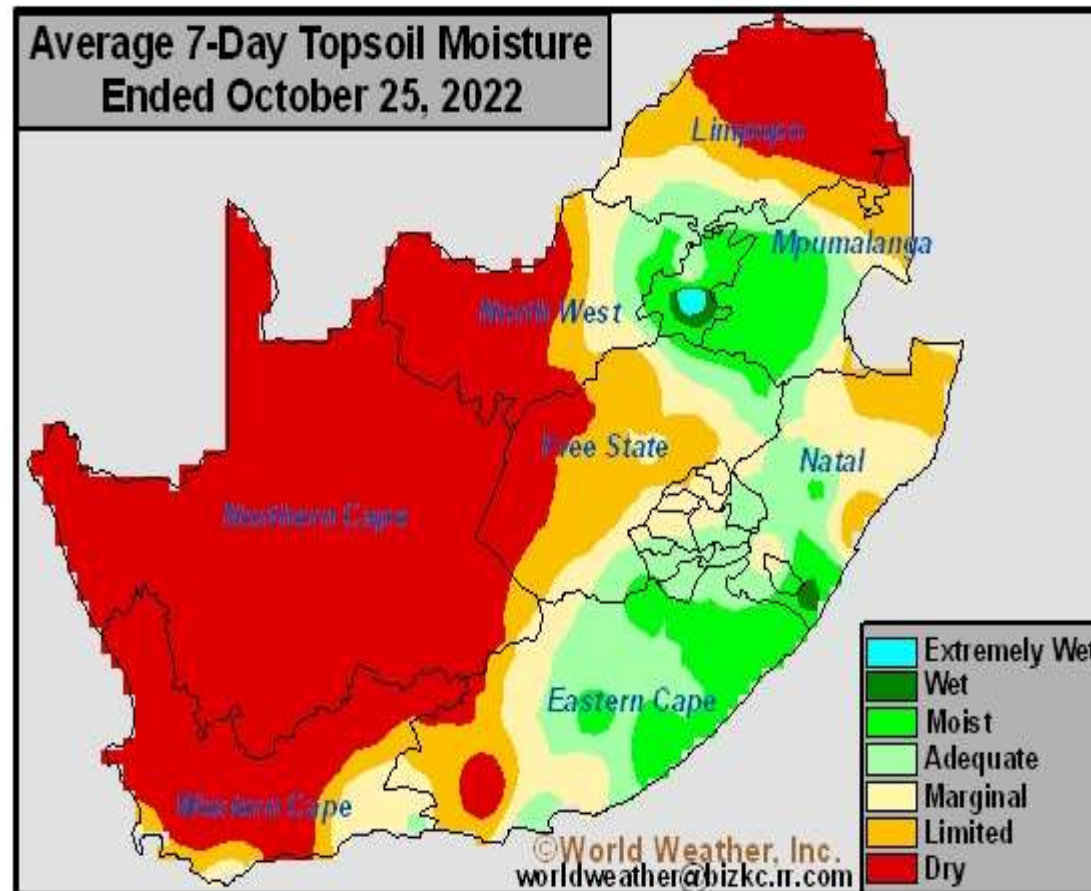 Average 7-Day Topsoil Moisture
Ended October 25, 2022
Limpopo
Mpumalanga
North West
Free State
Natal
Northern Cape
Eastern Cape
Western Cape
Extremely Wet
Wet
Moist
Adequate
Marginal
Limited
Dry
©World Weather, Inc.
worldweather@bizkc.rr.com